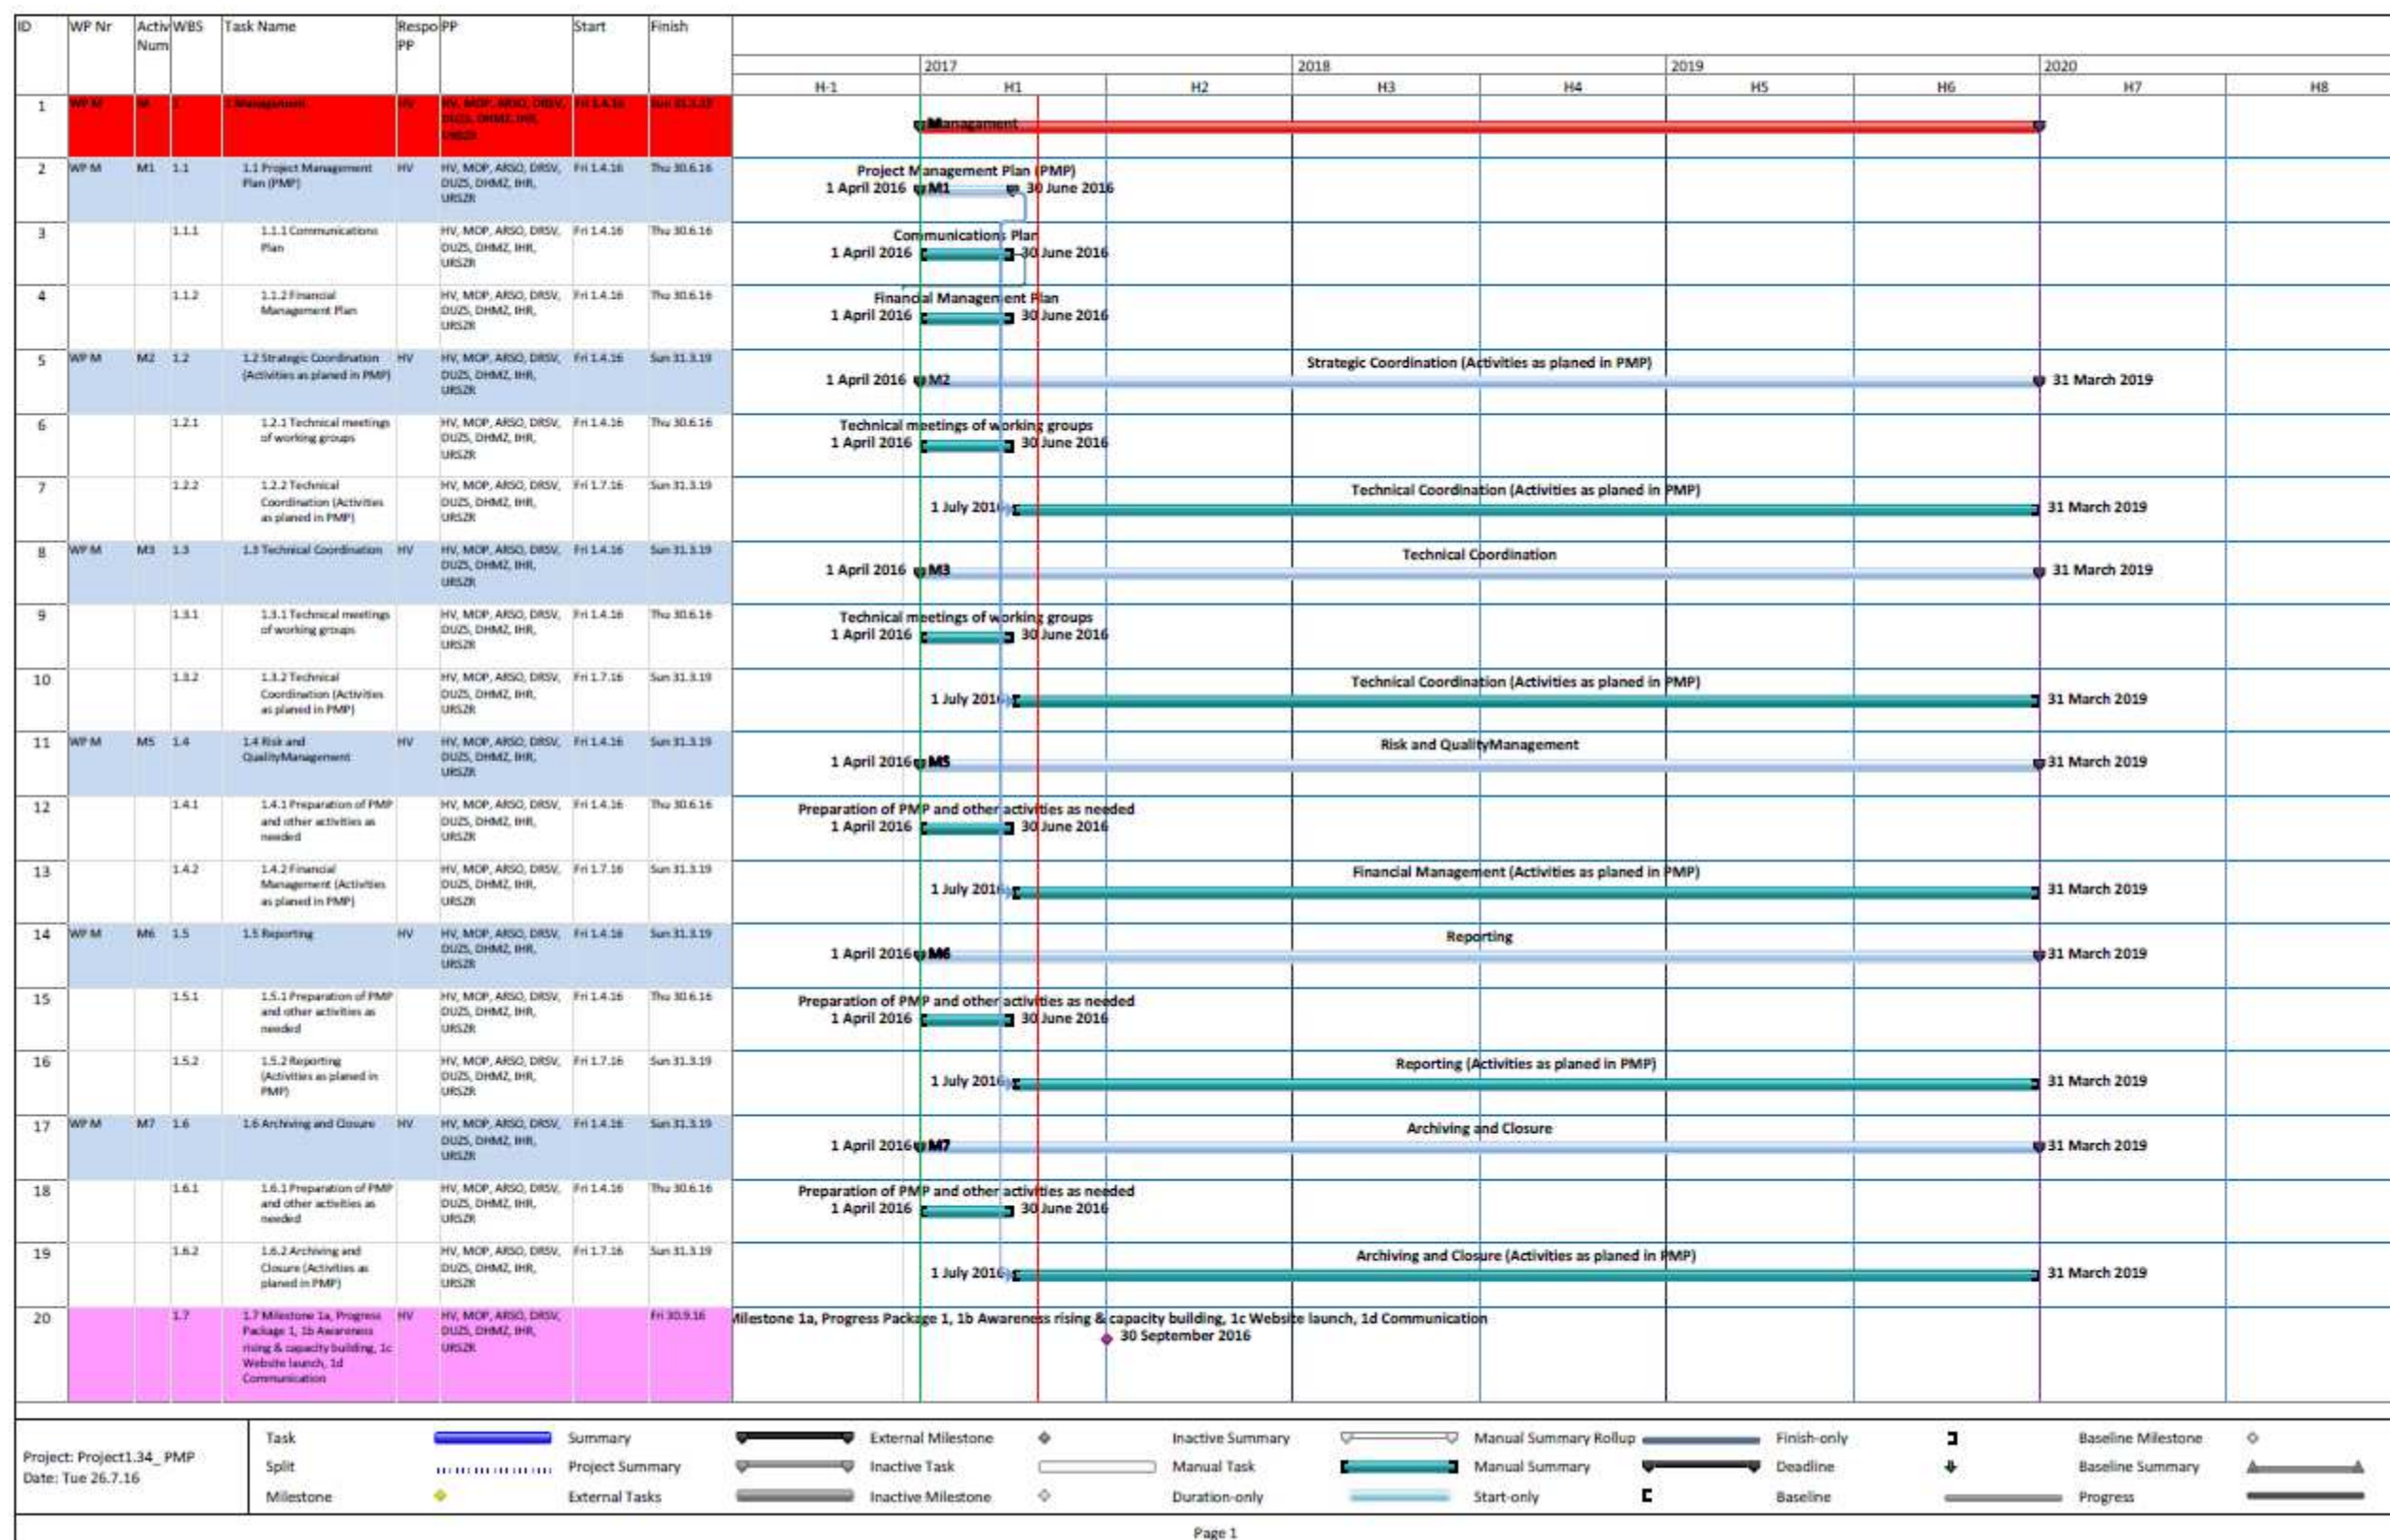 ID WP Nr Activ WBS Task Name Respo PP Start Finish
Num PP
2017 2018 2019 2020
H-1 H1 H2 H3 H4 H5 H6 H7 H8
1 WP M M 1 HV HV, MOP, ARSO, DRSV, Fri 1.4.16 Sun 31.3.19
DUZS, DHMZ, IHR,
URSZR
Managament
2 WP M M1 1.1 1.1 Project Management HV HV, MOP, ARSO, DRSV, Fri 1.4.16 Thu 30.6.16
Plan (PMP) DUZS, DHMZ, IHR,
URSZR
Project Management Plan (PMP)
1 April 2016 M1 30 June 2016
3 1.1.1 1.1.1 Communications HV, MOP, ARSO, DRSV, Fri 1.4.16 Thu 30.6.16
Plan DUZS, DHMZ, IHR,
URSZR
Communications Plan
1 April 2016 30 June 2016
4 1.1.2 1.1.2 Financial HV, MOP, ARSO, DRSV, Fri 1.4.16 Thu 30.6.16
Management Plan DUZS, DHMZ, IHR,
URSZR
Financial Management Plan
1 April 2016 30 June 2016
5 WP M M2 1.2 1.2 Strategic Coordination HV HV, MOP, ARSO, DRSV, Fri 1.4.16 Sun 31.3.19
(Activities as planed in PMP) DUZS, DHMZ, IHR,
URSZR
Strategic Coordination (Activities as planed in PMP)
1 April 2016 M2 31 March 2019
6 1.2.1 1.2.1 Technical meetings HV, MOP, ARSO, DRSV, Fri 1.4.16 Thu 30.6.16
of working groups DUZS, DHMZ, IHR,
URSZR
Technical meetings of working groups
1 April 2016 30 June 2016
7 1.2.2 1.2.2 Technical HV, MOP, ARSO, DRSV, Fri 1.7.16 Sun 31.3.19
Coordination (Activities DUZS, DHMZ, IHR,
as planed in PMP) URSZR
Technical Coordination (Activities as planed in PMP)
1 July 2016 31 March 2019
8 WP M M3 1.3 1.3 Technical Coordination HV HV, MOP, ARSO, DRSV, Fri 1.4.16 Sun 31.3.19
DUZS, DHMZ, IHR,
URSZR
Technical Coordination
1 April 2016 M3 31 March 2019
9 1.3.1 1.3.1 Technical meetings HV, MOP, ARSO, DRSV, Fri 1.4.16 Thu 30.6.16
of working groups DUZS, DHMZ, IHR,
URSZR
Technical meetings of working groups
1 April 2016 30 June 2016
10 1.3.2 1.3.2 Technical HV, MOP, ARSO, DRSV, Fri 1.7.16 Sun 31.3.19
Coordination (Activities DUZS, DHMZ, IHR,
as planed in PMP) URSZR
Technical Coordination (Activities as planed in PMP)
1 July 2016 31 March 2019
11 WP M M5 1.4 1.4 Risk and HV HV, MOP, ARSO, DRSV, Fri 1.4.16 Sun 31.3.19
QualityManagement DUZS, DHMZ, IHR,
URSZR
Risk and QualityManagement
1 April 2016 M5 31 March 2019
12 1.4.1 1.4.1 Preparation of PMP HV, MOP, ARSO, DRSV, Fri 1.4.16 Thu 30.6.16
and other activities as DUZS, DHMZ, IHR,
needed URSZR
Preparation of PMP and other activities as needed
1 April 2016 30 June 2016
13 1.4.2 1.4.2 Financial HV, MOP, ARSO, DRSV, Fri 1.7.16 Sun 31.3.19
Management (Activities DUZS, DHMZ, IHR,
as planed in PMP) URSZR
Financial Management (Activities as planed in PMP)
1 July 2016 31 March 2019
14 WP M M6 1.5 1.5 Reporting HV HV, MOP, ARSO, DRSV, Fri 1.4.16 Sun 31.3.19
DUZS, DHMZ, IHR,
URSZR
Reporting
1 April 2016 M6 31 March 2019
15 1.5.1 1.5.1 Preparation of PMP HV, MOP, ARSO, DRSV, Fri 1.4.16 Thu 30.6.16
and other activities as DUZS, DHMZ, IHR,
needed URSZR
Preparation of PMP and other activities as needed
1 April 2016 30 June 2016
16 1.5.2 1.5.2 Reporting HV, MOP, ARSO, DRSV, Fri 1.7.16 Sun 31.3.19
(Activities as planed in DUZS, DHMZ, IHR,
PMP) URSZR
Reporting (Activities as planed in PMP)
1 July 2016 31 March 2019
17 WP M M7 1.6 1.6 Archiving and Closure HV HV, MOP, ARSO, DRSV, Fri 1.4.16 Sun 31.3.19
DUZS, DHMZ, IHR,
URSZR
Archiving and Closure
1 April 2016 M7 31 March 2019
18 1.6.1 1.6.1 Preparation of PMP HV, MOP, ARSO, DRSV, Fri 1.4.16 Thu 30.6.16
and other activities as DUZS, DHMZ, IHR,
needed URSZR
Preparation of PMP and other activities as needed
1 April 2016 30 June 2016
19 1.6.2 1.6.2 Archiving and HV, MOP, ARSO, DRSV, Fri 1.7.16 Sun 31.3.19
Closure (Activities as DUZS, DHMZ, IHR,
planed in PMP) URSZR
Archiving and Closure (Activities as planed in PMP)
1 July 2016 31 March 2019
20 1.7 1.7 Milestone 1a, Progress HV HV, MOP, ARSO, DRSV, Fri 30.9.16
Package 1, 1b Awareness DUZS, DHMZ, IHR,
rising & capacity building, 1c URSZR
Website launch, 1d
Communication
Milestone 1a, Progress Package 1, 1b Awareness rising & capacity building, 1c Website launch, 1d Communication
30 September 2016
Project: Project1.34_ PMP
Date: Tue 26.7.16
Task Summary External Milestone Inactive Summary Manual Summary Rollup Finish-only Baseline Milestone
Split Project Summary Inactive Task Manual Task Manual Summary Deadline Baseline Summary
Milestone External Tasks Inactive Milestone Duration-only Start-only Baseline Progress
Page 1